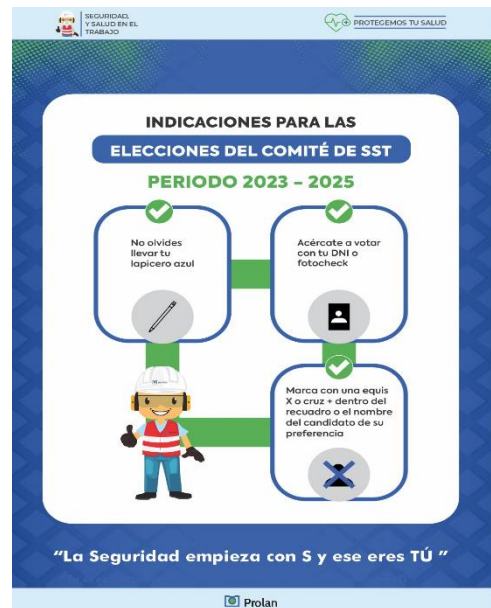 SEGURIDAD,
Y SALUD EN EL
TRABAJO
PROTEGEMOS TU SALUD
INDICACIONES PARA LAS
ELECCIONES DEL COMITÉ DE SST
PERIODO 2023 – 2025
No olvides
llevar tu
lapicero azul
Acércate a votar
con tu DNI o
fotocheck
Marca con una equis
X o cruz + dentro del
recuadro o el nombre
del candidato de su
preferencia
"La Seguridad empieza con S y ese eres TÚ "
Prolan